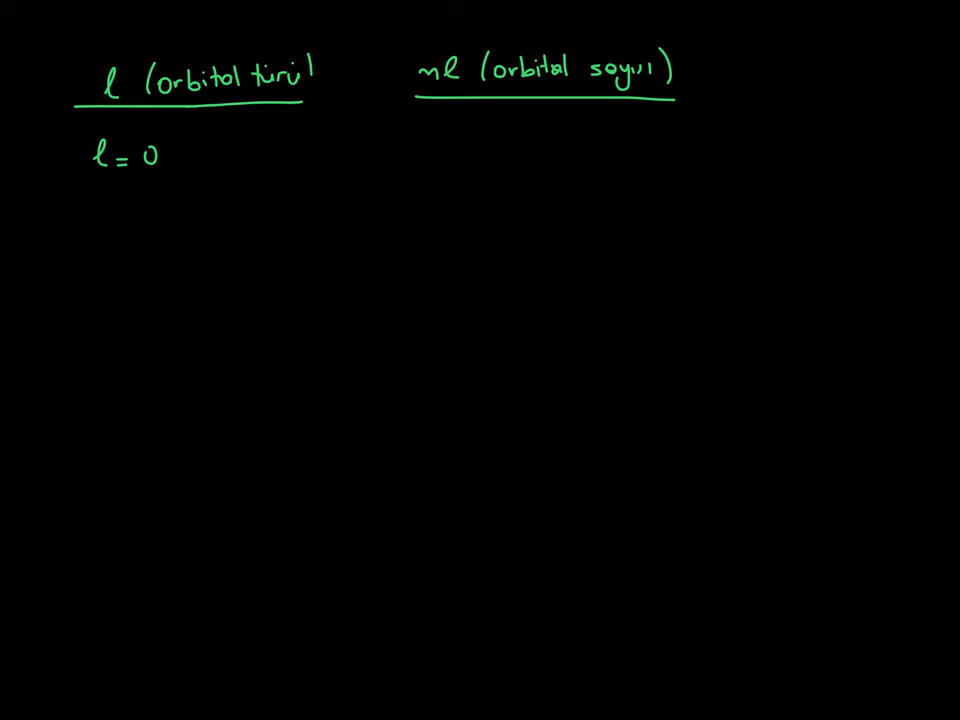 l (orbital türü)
ml (orbital sayısı)
l = 0